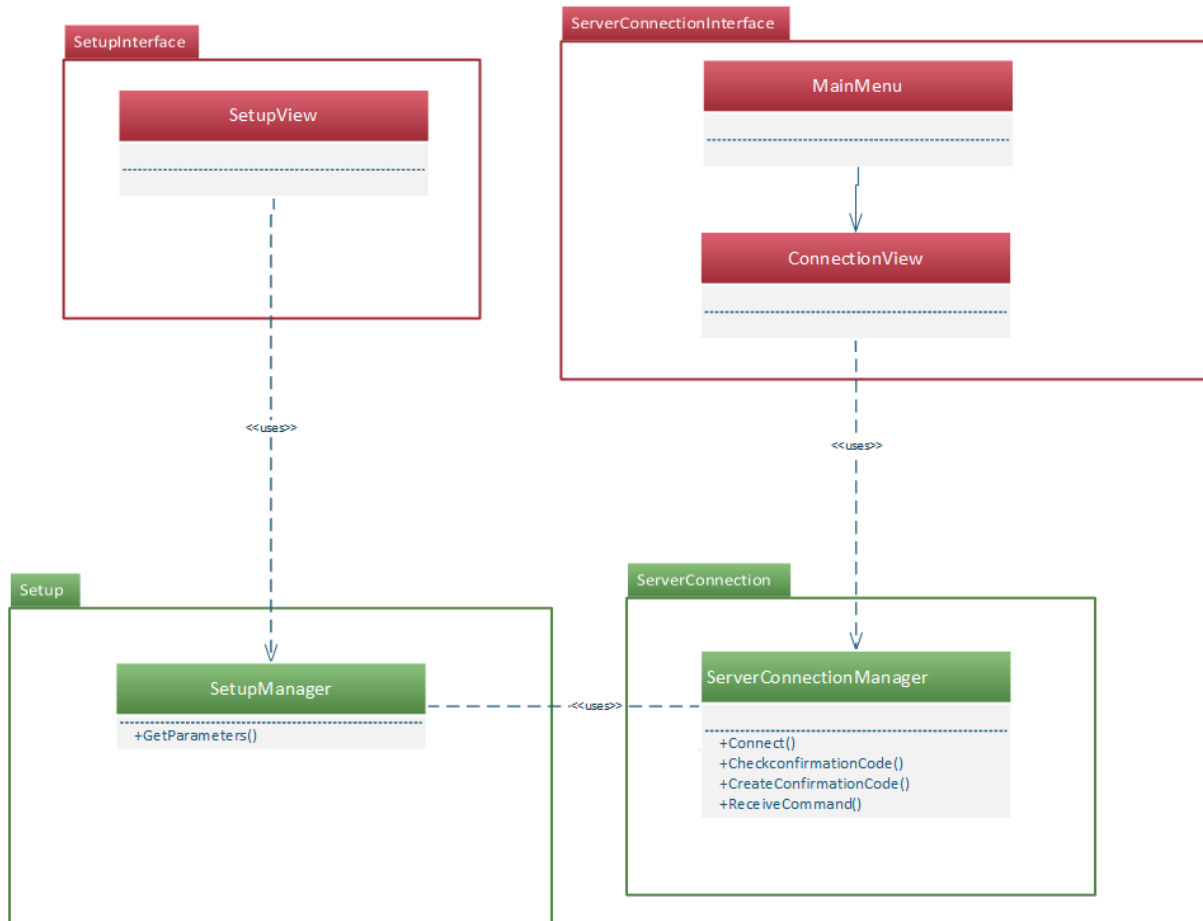 SetupInterface
SetupView
ServerConnectionInterface
MainMenu
ConnectionView
<<uses>>
<<uses>>
Setup
SetupManager
+GetParameters()
<<uses>>
ServerConnection
ServerConnectionManager
+Connect()
+CheckconfirmationCode()
+CreateConfirmationCode()
+ReceiveCommand()